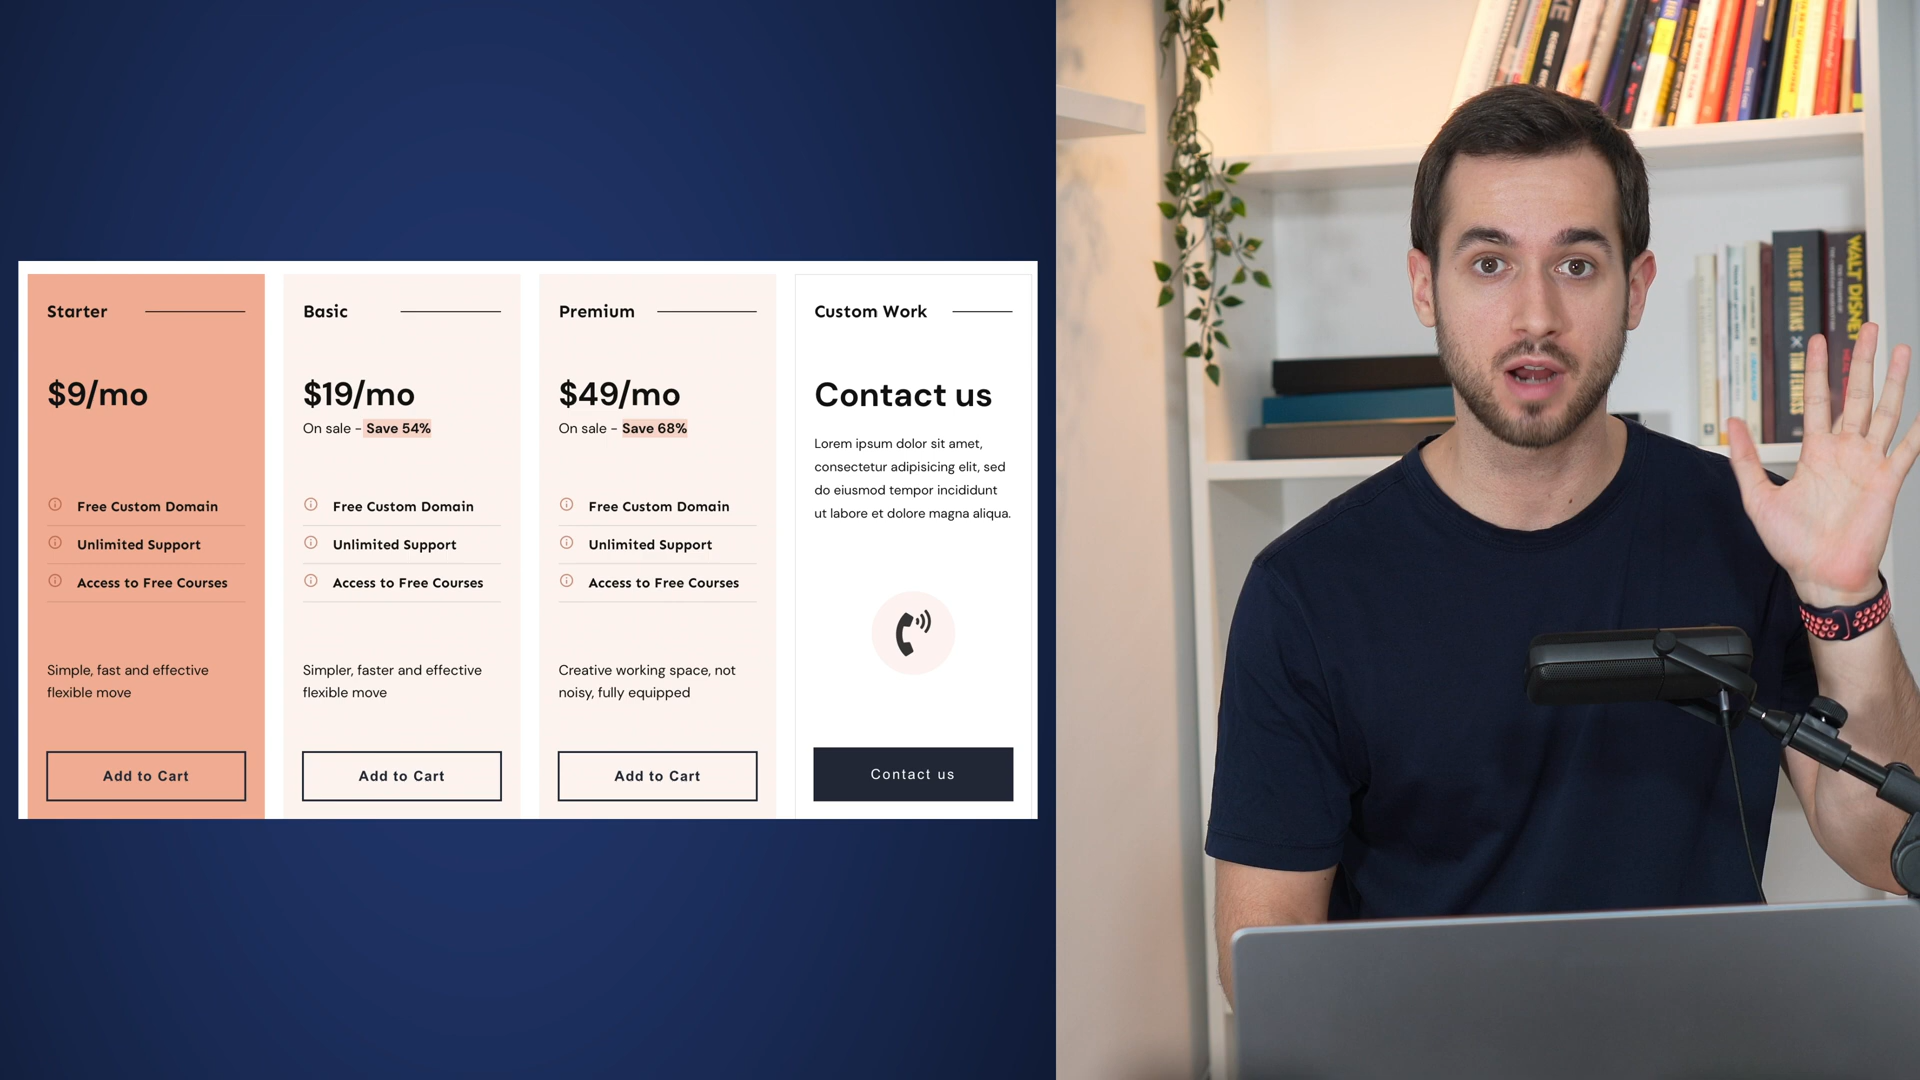 Starter
$9/mo
Free Custom Domain
Unlimited Support
Access to Free Courses
Simple, fast and effective
flexible move
Add to Cart
Basic
$19/mo
On sale - Save 54%
Free Custom Domain
Unlimited Support
Access to Free Courses
Simpler, faster and effective
flexible move
Add to Cart
Premium
$49/mo
On sale - Save 68%
Free Custom Domain
Unlimited Support
Access to Free Courses
Creative working space, not
noisy, fully equipped
Add to Cart
Custom Work
Contact us
Lorem ipsum dolor sit amet,
consectetur adipisicing elit, sed
do eiusmod tempor incididunt
ut labore et dolore magna aliqua.
Contact us
TOOLS OF TITANS
TIM FERRISS
WALT DISNEY